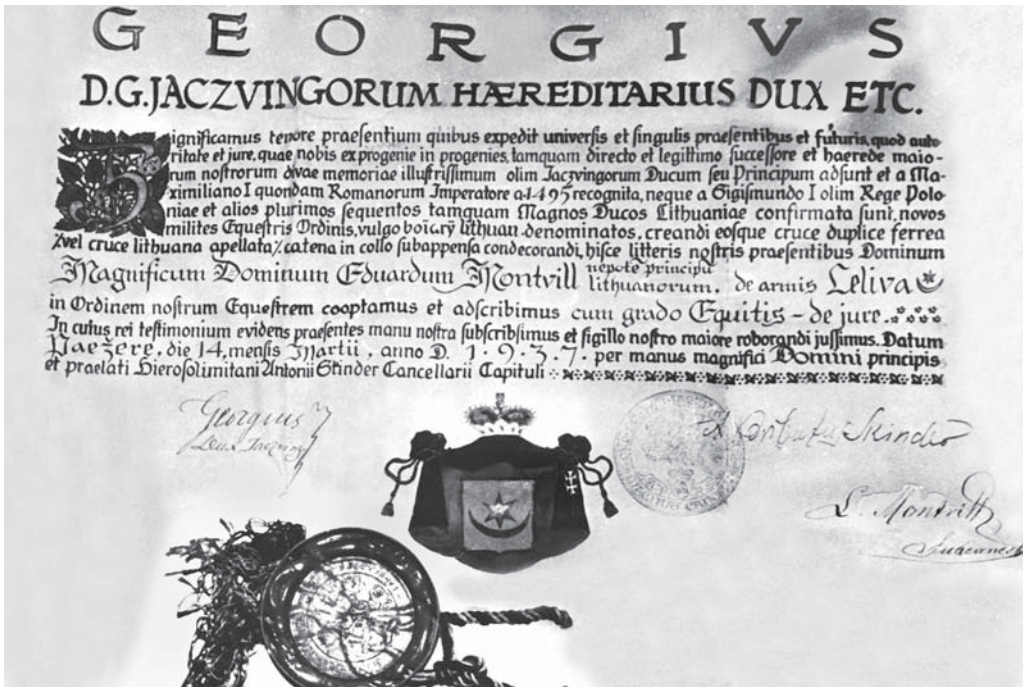 GEORGIVS
D.G.JACZVINGORUM HÆREDITARIUS DUX ETC.
Significamus tenore praesentium quibus expedit universis et singulis praesentibus et futuris, quod auto-
ritate et jure, quae nobis ex progenie in progenies, tamquam directo et legittimo successore et haerede maio-
rum nostrorum divae memoriae illustrissimum olim Jaczvingorum Ducum seu Principum adsunt et a Ma-
ximiliano I quondam Romanorum Imperatore a.1495 recognita, neque a Sigismundo I olim Rege Polo-
niae et alios plurimos sequentos tamquam Magnos Ducos Lithuaniae confirmata sunt, novos
milites Equestris Ordinis, vulgo boiary lithuan. denominatos, creandi eosque cruce duplice ferrea
/vel cruce lithuana apellata/ catena in collo subappensa condecorandi, hisce litteris nostris praesentibus Dominum
Magnificum Dominum Eduardum Montvill nepote principu lithuanorum, de armis Leliva
in Ordinem nostrum Equestrem cooptamus et adscribimus cum grado Equitis - de jure.
In cutus rei testimonium evidens praesentes manu nostra subscribsimus et sigillo nostro maiore roborandi jussimus. Datum
Paežere, die 14, mensis Martii, anno D. 1.9.3.7. per manus magnifici Domini principis
et praelati Hierosolimitani Antonii Skinder Cancellarii Capituli
Georgius
Dux
L. Montvill